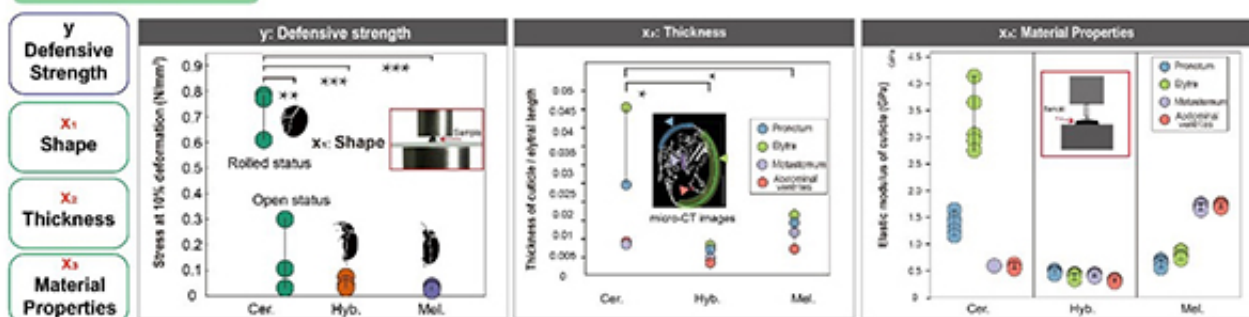 y
Defensive
Strength
x₁
Shape
x₂
Thickness
x₃
Material
Properties
y: Defensive strength
Stress at 10% deformation (N/mm²)
0.9
0.8
0.7
0.6
0.5
0.4
0.3
0.2
0.1
0
***
***
**
x₁: Shape
Sample
Rolled status
Open status
Cer.
Hyb.
Mel.
x₂: Thickness
Thickness of cuticle / elytral length
0.05
0.045
0.04
0.035
0.03
0.025
0.02
0.015
0.01
0.005
0
*
*
micro-CT images
Pronotum
Elytra
Metasternum
Abdominal
Cer.
Hyb.
Mel.
x₃: Material Properties
Elastic modulus of cuticle (GPa)
GPa
4.5
3.5
2.5
2.0
1.5
1.0
0.5
0
Pronotum
Elytra
Metasternum
Abdominal
Cer.
Hyb.
Mel.